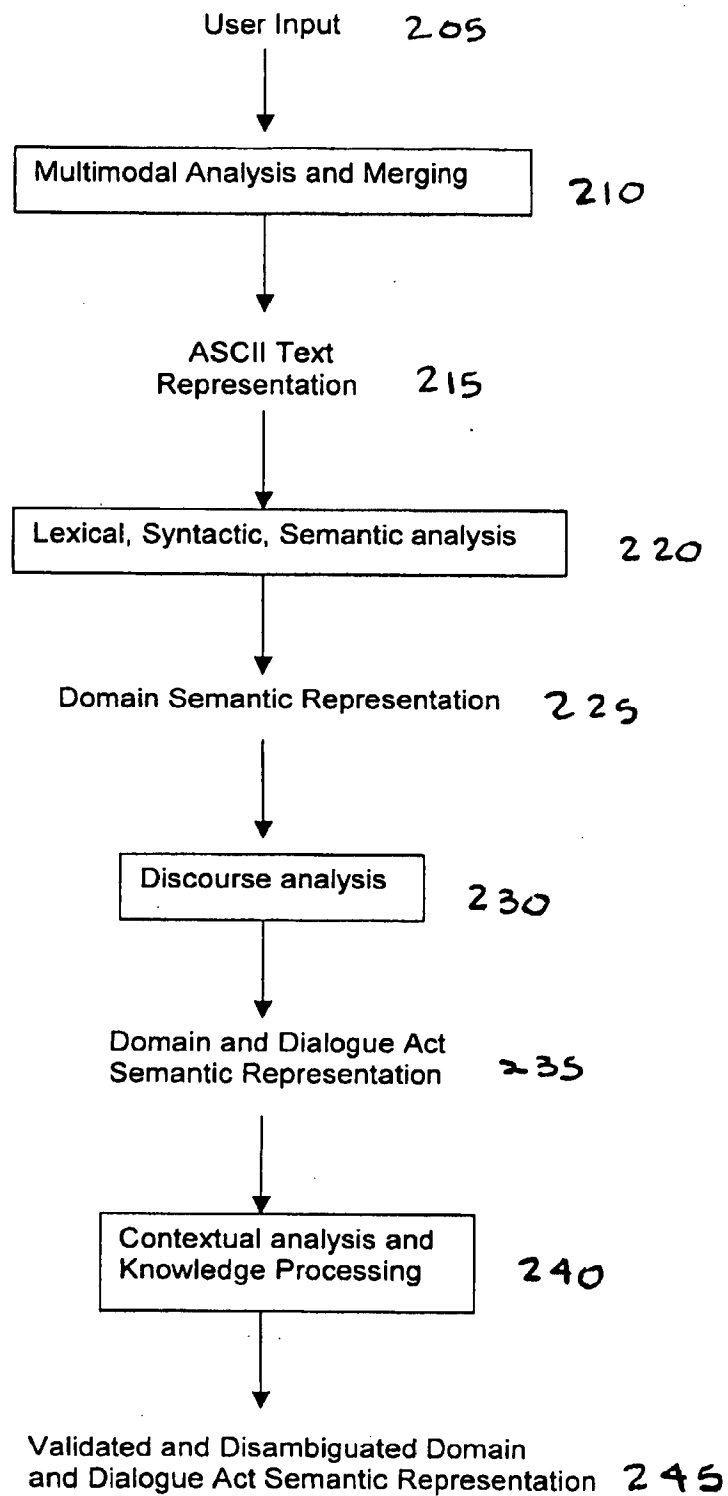 User Input 205
Multimodal Analysis and Merging 210
ASCII Text
Representation 215
Lexical, Syntactic, Semantic analysis 220
Domain Semantic Representation 225
Discourse analysis 230
Domain and Dialogue Act
Semantic Representation 235
Contextual analysis and
Knowledge Processing 240
Validated and Disambiguated Domain
and Dialogue Act Semantic Representation 245